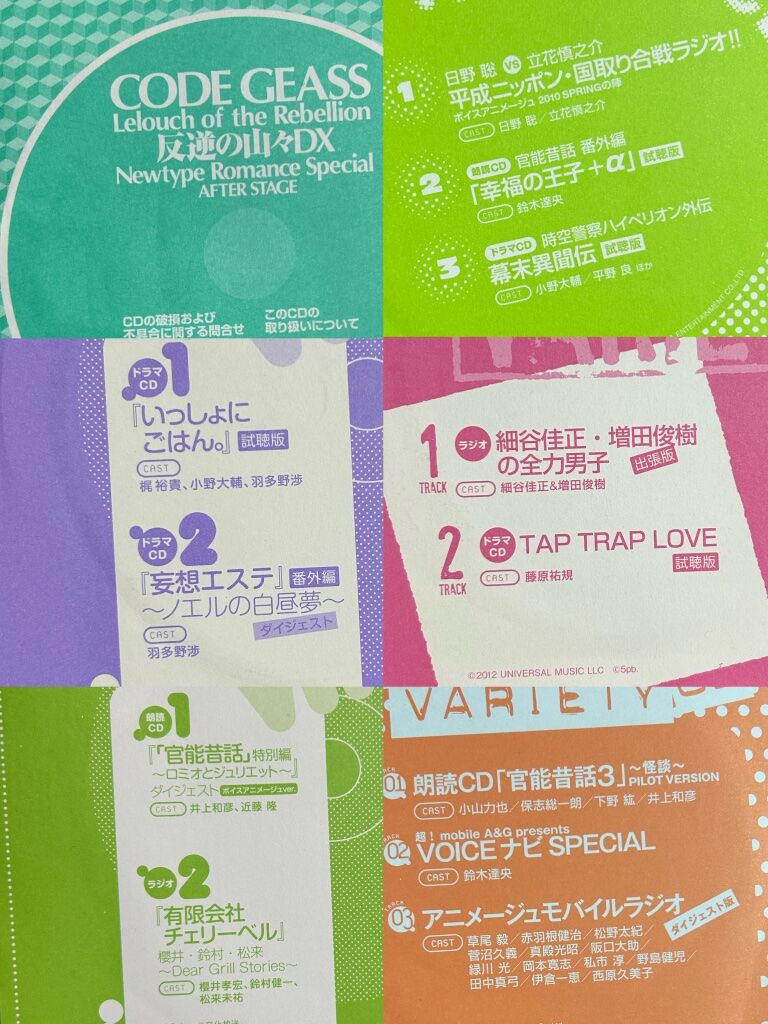 CODE GEASS
Lelouch of the Rebellion
反逆の山々DX
Newtype Romance Special
AFTER STAGE
CDの破損および
不具合に関する問合せ
このCDの
取り扱いについて
1
日野 聡 VS 立花慎之介
平成ニッポン・国取り合戦ラジオ!!
ボイスアニメージュ 2010 SPRINGの陣
CAST 日野 聡/立花慎之介
2
朗読CD 官能昔話 番外編
「幸福の王子+α」 試聴版
CAST 鈴木達央
3
ドラマCD 時空警察ハイペリオン外伝
幕末異聞伝 試聴版
CAST 小野大輔/平野 良 ほか
ENTERTAINMENT CO.,LTD
ドラマCD 1
『いっしょに
ごはん。』 試聴版
CAST
梶 裕貴、小野大輔、羽多野渉
ドラマCD 2
『妄想エステ』 番外編
～ノエルの白昼夢～
ダイジェスト
CAST
羽多野渉
1 TRACK
ラジオ 細谷佳正・増田俊樹
の全力男子 出張版
CAST 細谷佳正&増田俊樹
2 TRACK
ドラマCD TAP TRAP LOVE
試聴版
CAST 藤原祐規
©2012 UNIVERSAL MUSIC LLC ©5pb.
朗読CD 1
『「官能昔話」特別編
～ロミオとジュリエット～』
ダイジェスト ボイスアニメージュver.
CAST 井上和彦、近藤 隆
ラジオ 2
『有限会社
チェリーベル』
櫻井・鈴村・松来
～Dear Grill Stories～
CAST 櫻井孝宏、鈴村健一、
松来未祐
VARIETY
TRACK 01
朗読CD「官能昔話3」～怪談～
PILOT VERSION
CAST 小山力也/保志総一朗/下野 紘/井上和彦
TRACK 02
超! mobile A&G presents
VOICEナビ SPECIAL
CAST 鈴木達央
TRACK 03
アニメージュモバイルラジオ
ダイジェスト版
CAST 草尾 毅/赤羽根健治/松野太紀/
菅沼久義/真殿光昭/阪口大助/
緑川 光/岡本寛志/私市 淳/野島健児/
田中真弓/伊倉一恵/西原久美子